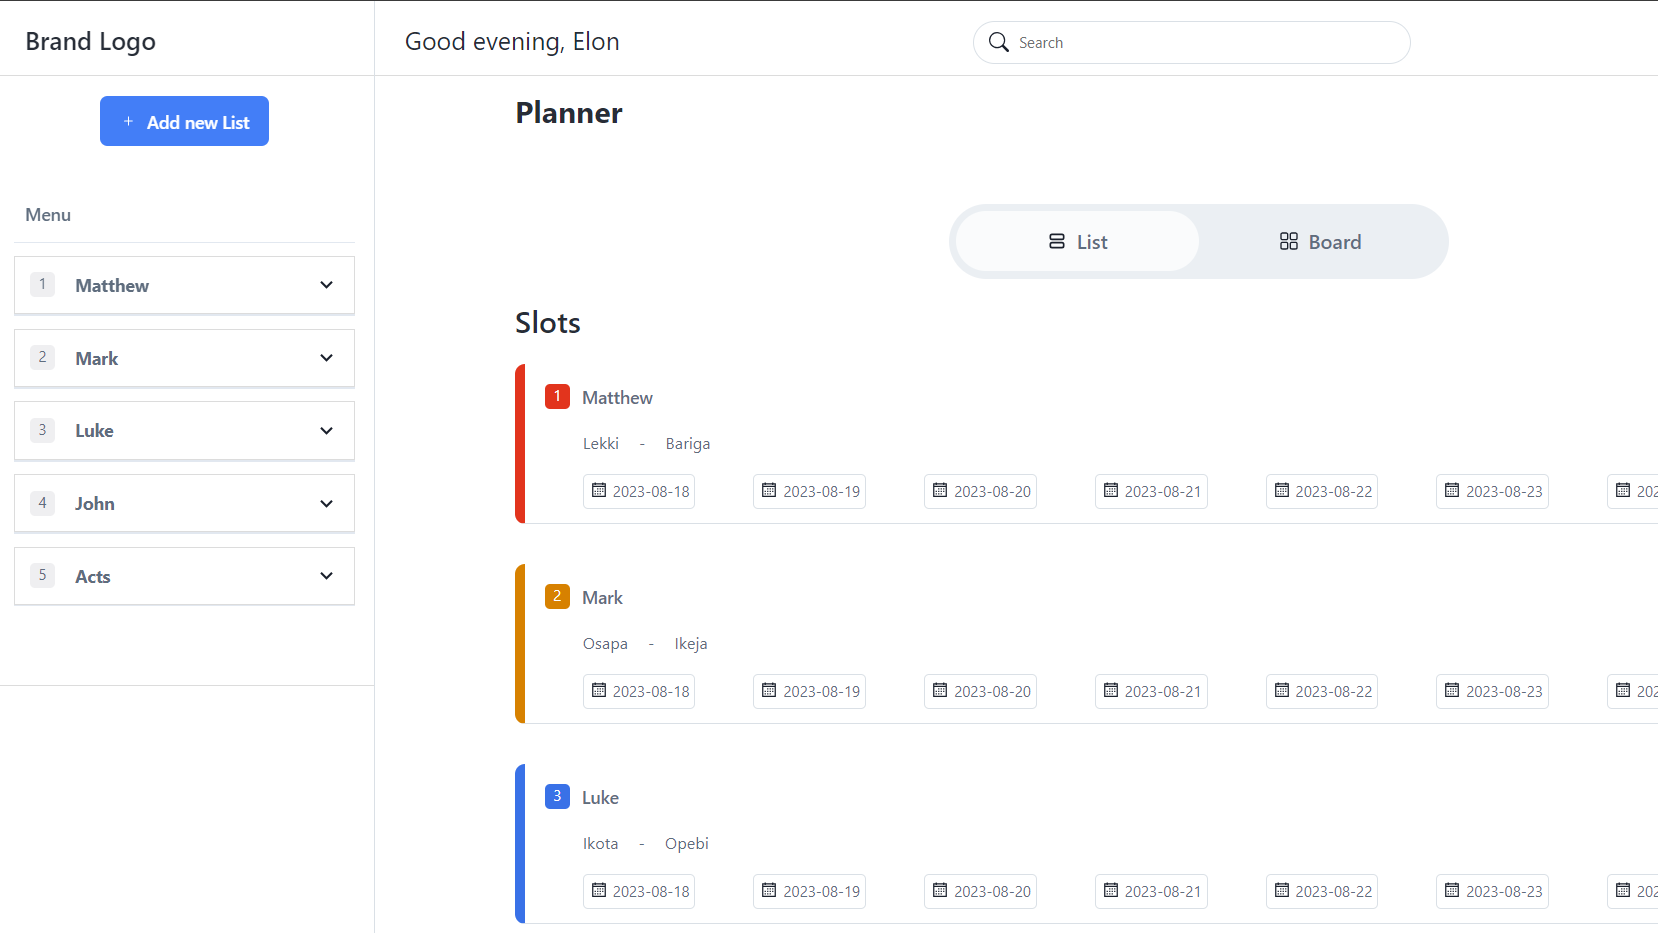 Brand Logo
Good evening, Elon
Search
+ Add new List
Menu
1 Matthew
2 Mark
3 Luke
4 John
5 Acts
Planner
List
Board
Slots
1 Matthew
Lekki - Bariga
2023-08-18 2023-08-19 2023-08-20 2023-08-21 2023-08-22 2023-08-23 202
2 Mark
Osapa - Ikeja
2023-08-18 2023-08-19 2023-08-20 2023-08-21 2023-08-22 2023-08-23 202
3 Luke
Ikota - Opebi
2023-08-18 2023-08-19 2023-08-20 2023-08-21 2023-08-22 2023-08-23 202